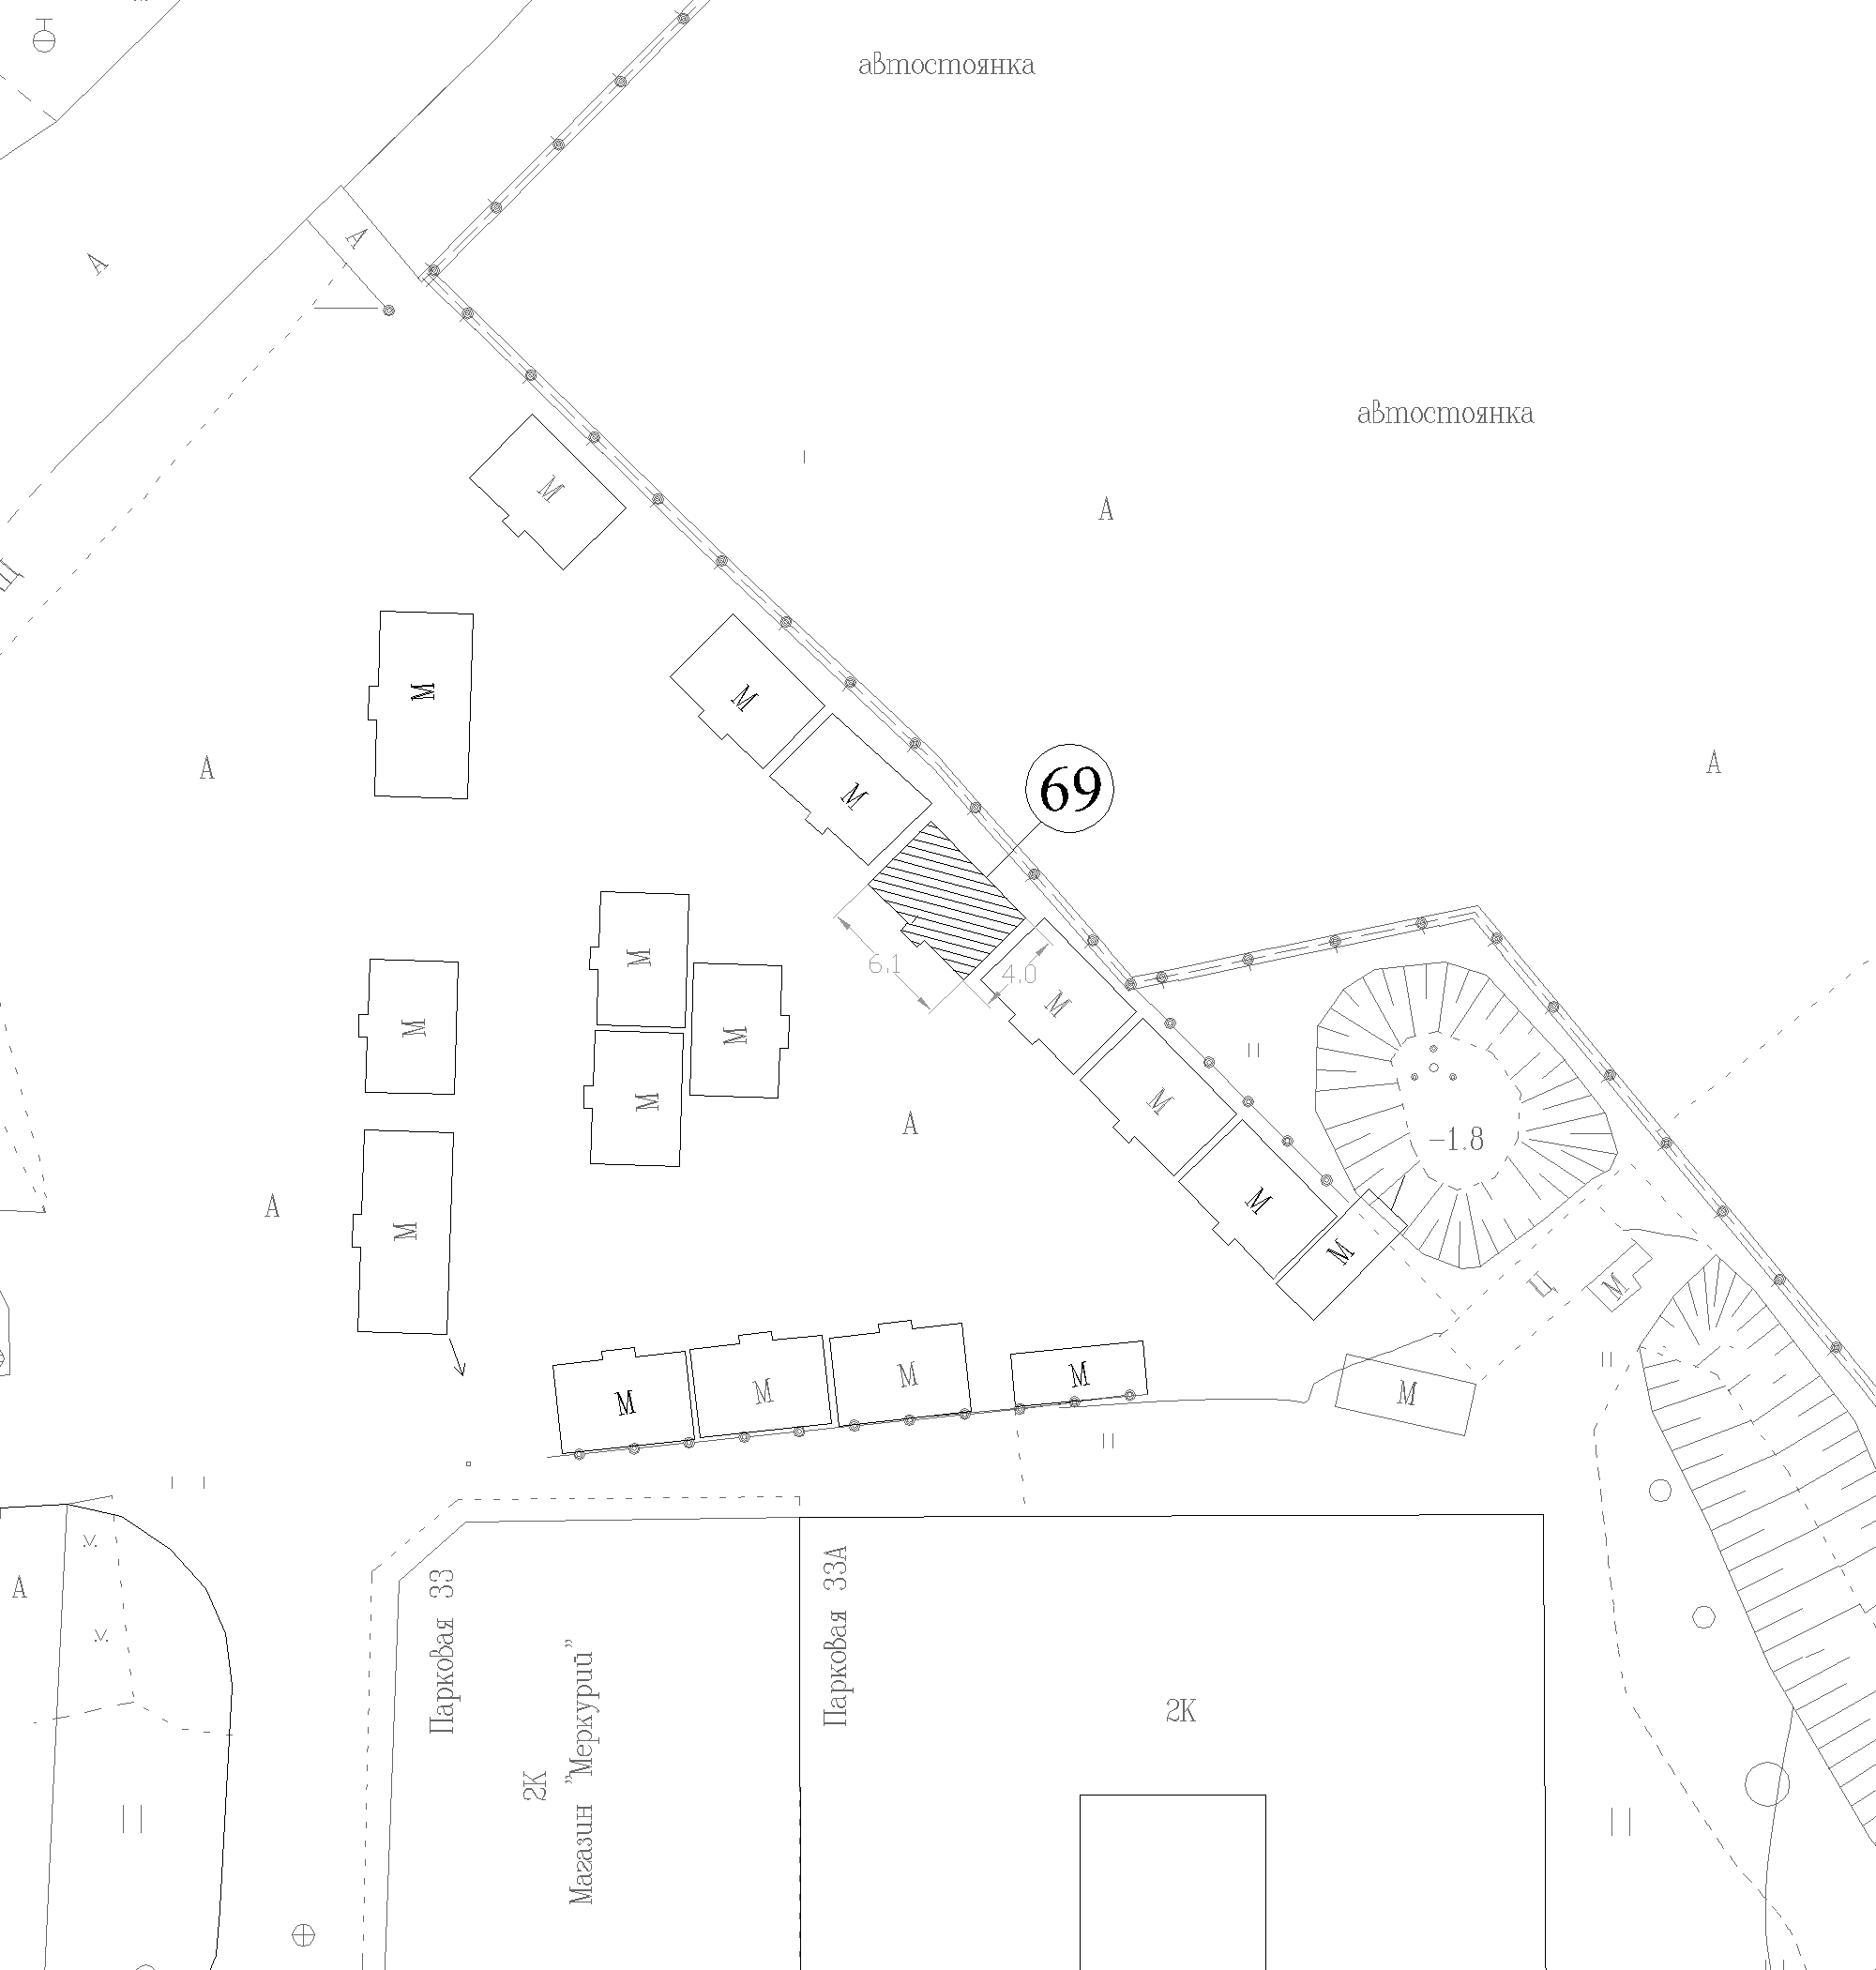 автостоянка
А
А
автостоянка
М
А
М
М
А
А
69
М
М
6.1
4.0
М
М
М
М
М
М
А
М
-1.8
М
А
М
М
Ц
М
М
М
М
М
М
А
Парковая 33
2К
Магазин "Меркурий"
Парковая 33А
2К